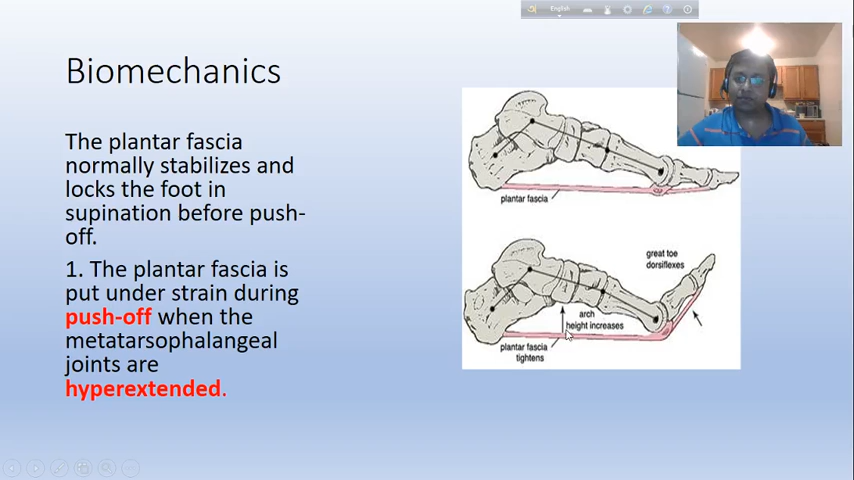 English
Biomechanics
The plantar fascia
normally stabilizes and
locks the foot in
supination before push-
off.
1. The plantar fascia is
put under strain during
push-off when the
metatarsophalangeal
joints are
hyperextended.
plantar fascia
great toe
dorsiflexes
arch
height increases
plantar fascia
tightens